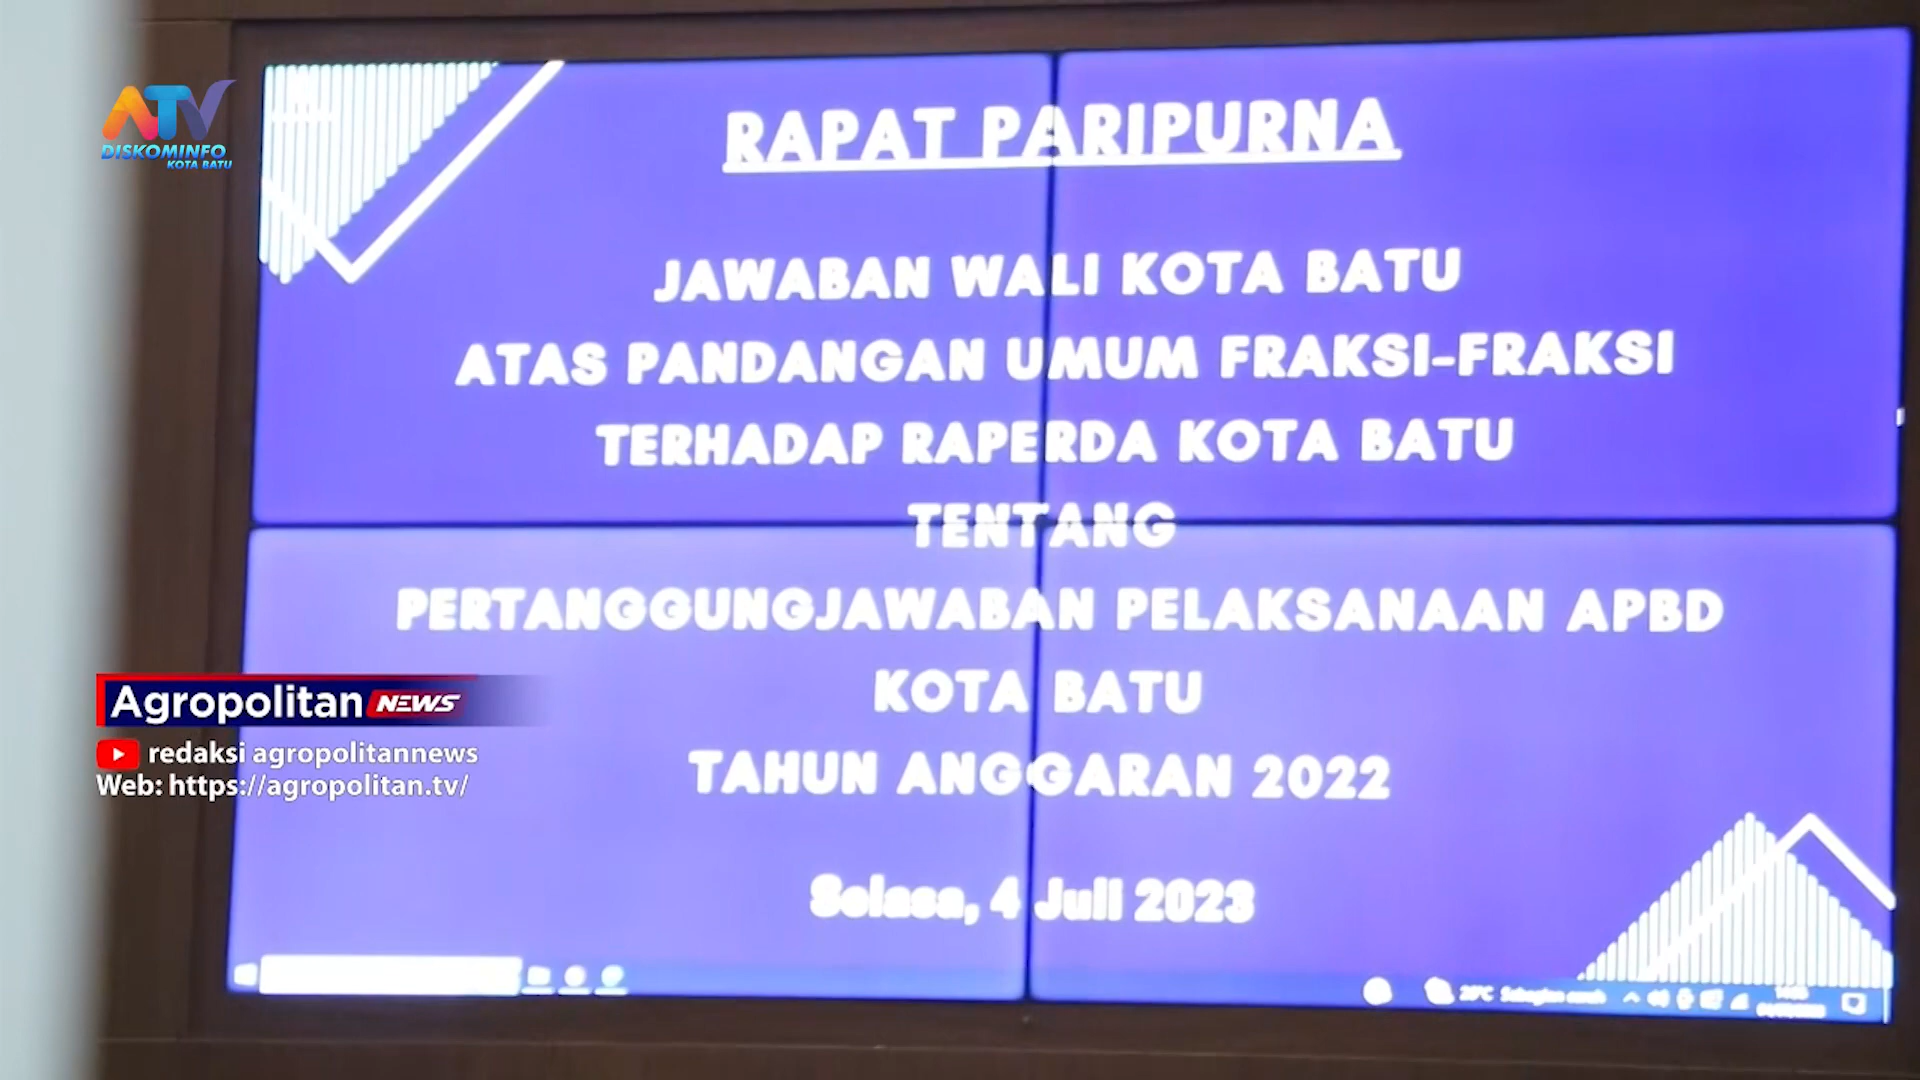 ATV
DISKOMINFO
KOTA BATU
RAPAT PARIPURNA
JAWABAN WALI KOTA BATU
ATAS PANDANGAN UMUM FRAKSI-FRAKSI
TERHADAP RAPERDA KOTA BATU
TENTANG
PERTANGGUNGJAWABAN PELAKSANAAN APBD
KOTA BATU
TAHUN ANGGARAN 2022
Selasa, 4 Juli 2023
Agropolitan NEWS
redaksi agropolitannews
Web: https://agropolitan.tv/